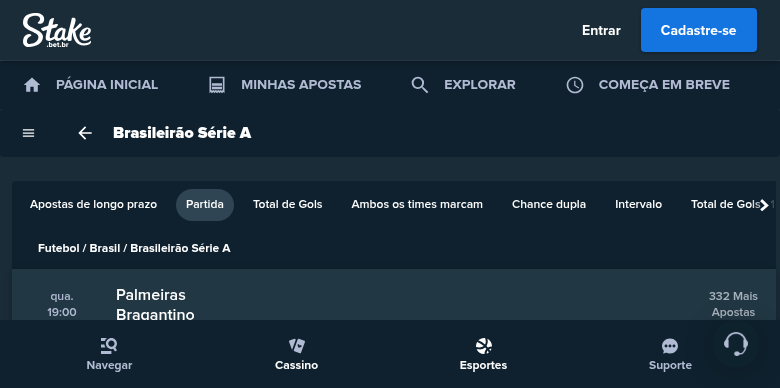 Stake
.bet.br
Entrar
Cadastre-se
PÁGINA INICIAL
MINHAS APOSTAS
EXPLORAR
COMEÇA EM BREVE
Brasileirão Série A
Apostas de longo prazo
Partida
Total de Gols
Ambos os times marcam
Chance dupla
Intervalo
Total de Gols
Futebol / Brasil / Brasileirão Série A
qua.
19:00
Palmeiras
Bragantino
332 Mais
Apostas
Navegar
Cassino
Esportes
Suporte